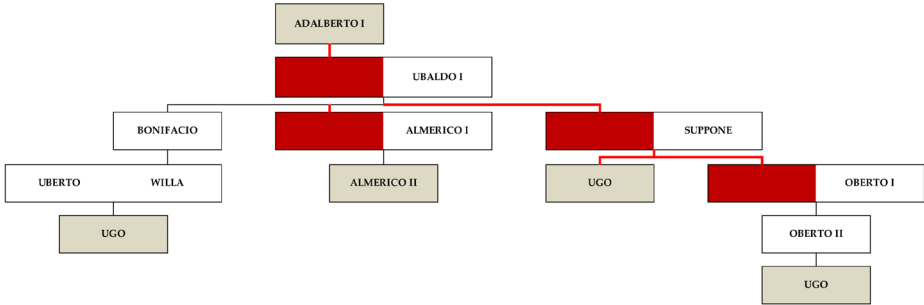 ADALBERTO I
UBALDO I
BONIFACIO
ALMERICO I
SUPPONE
UBERTO WILLA
ALMERICO II
UGO
OBERTO I
UGO
OBERTO II
UGO